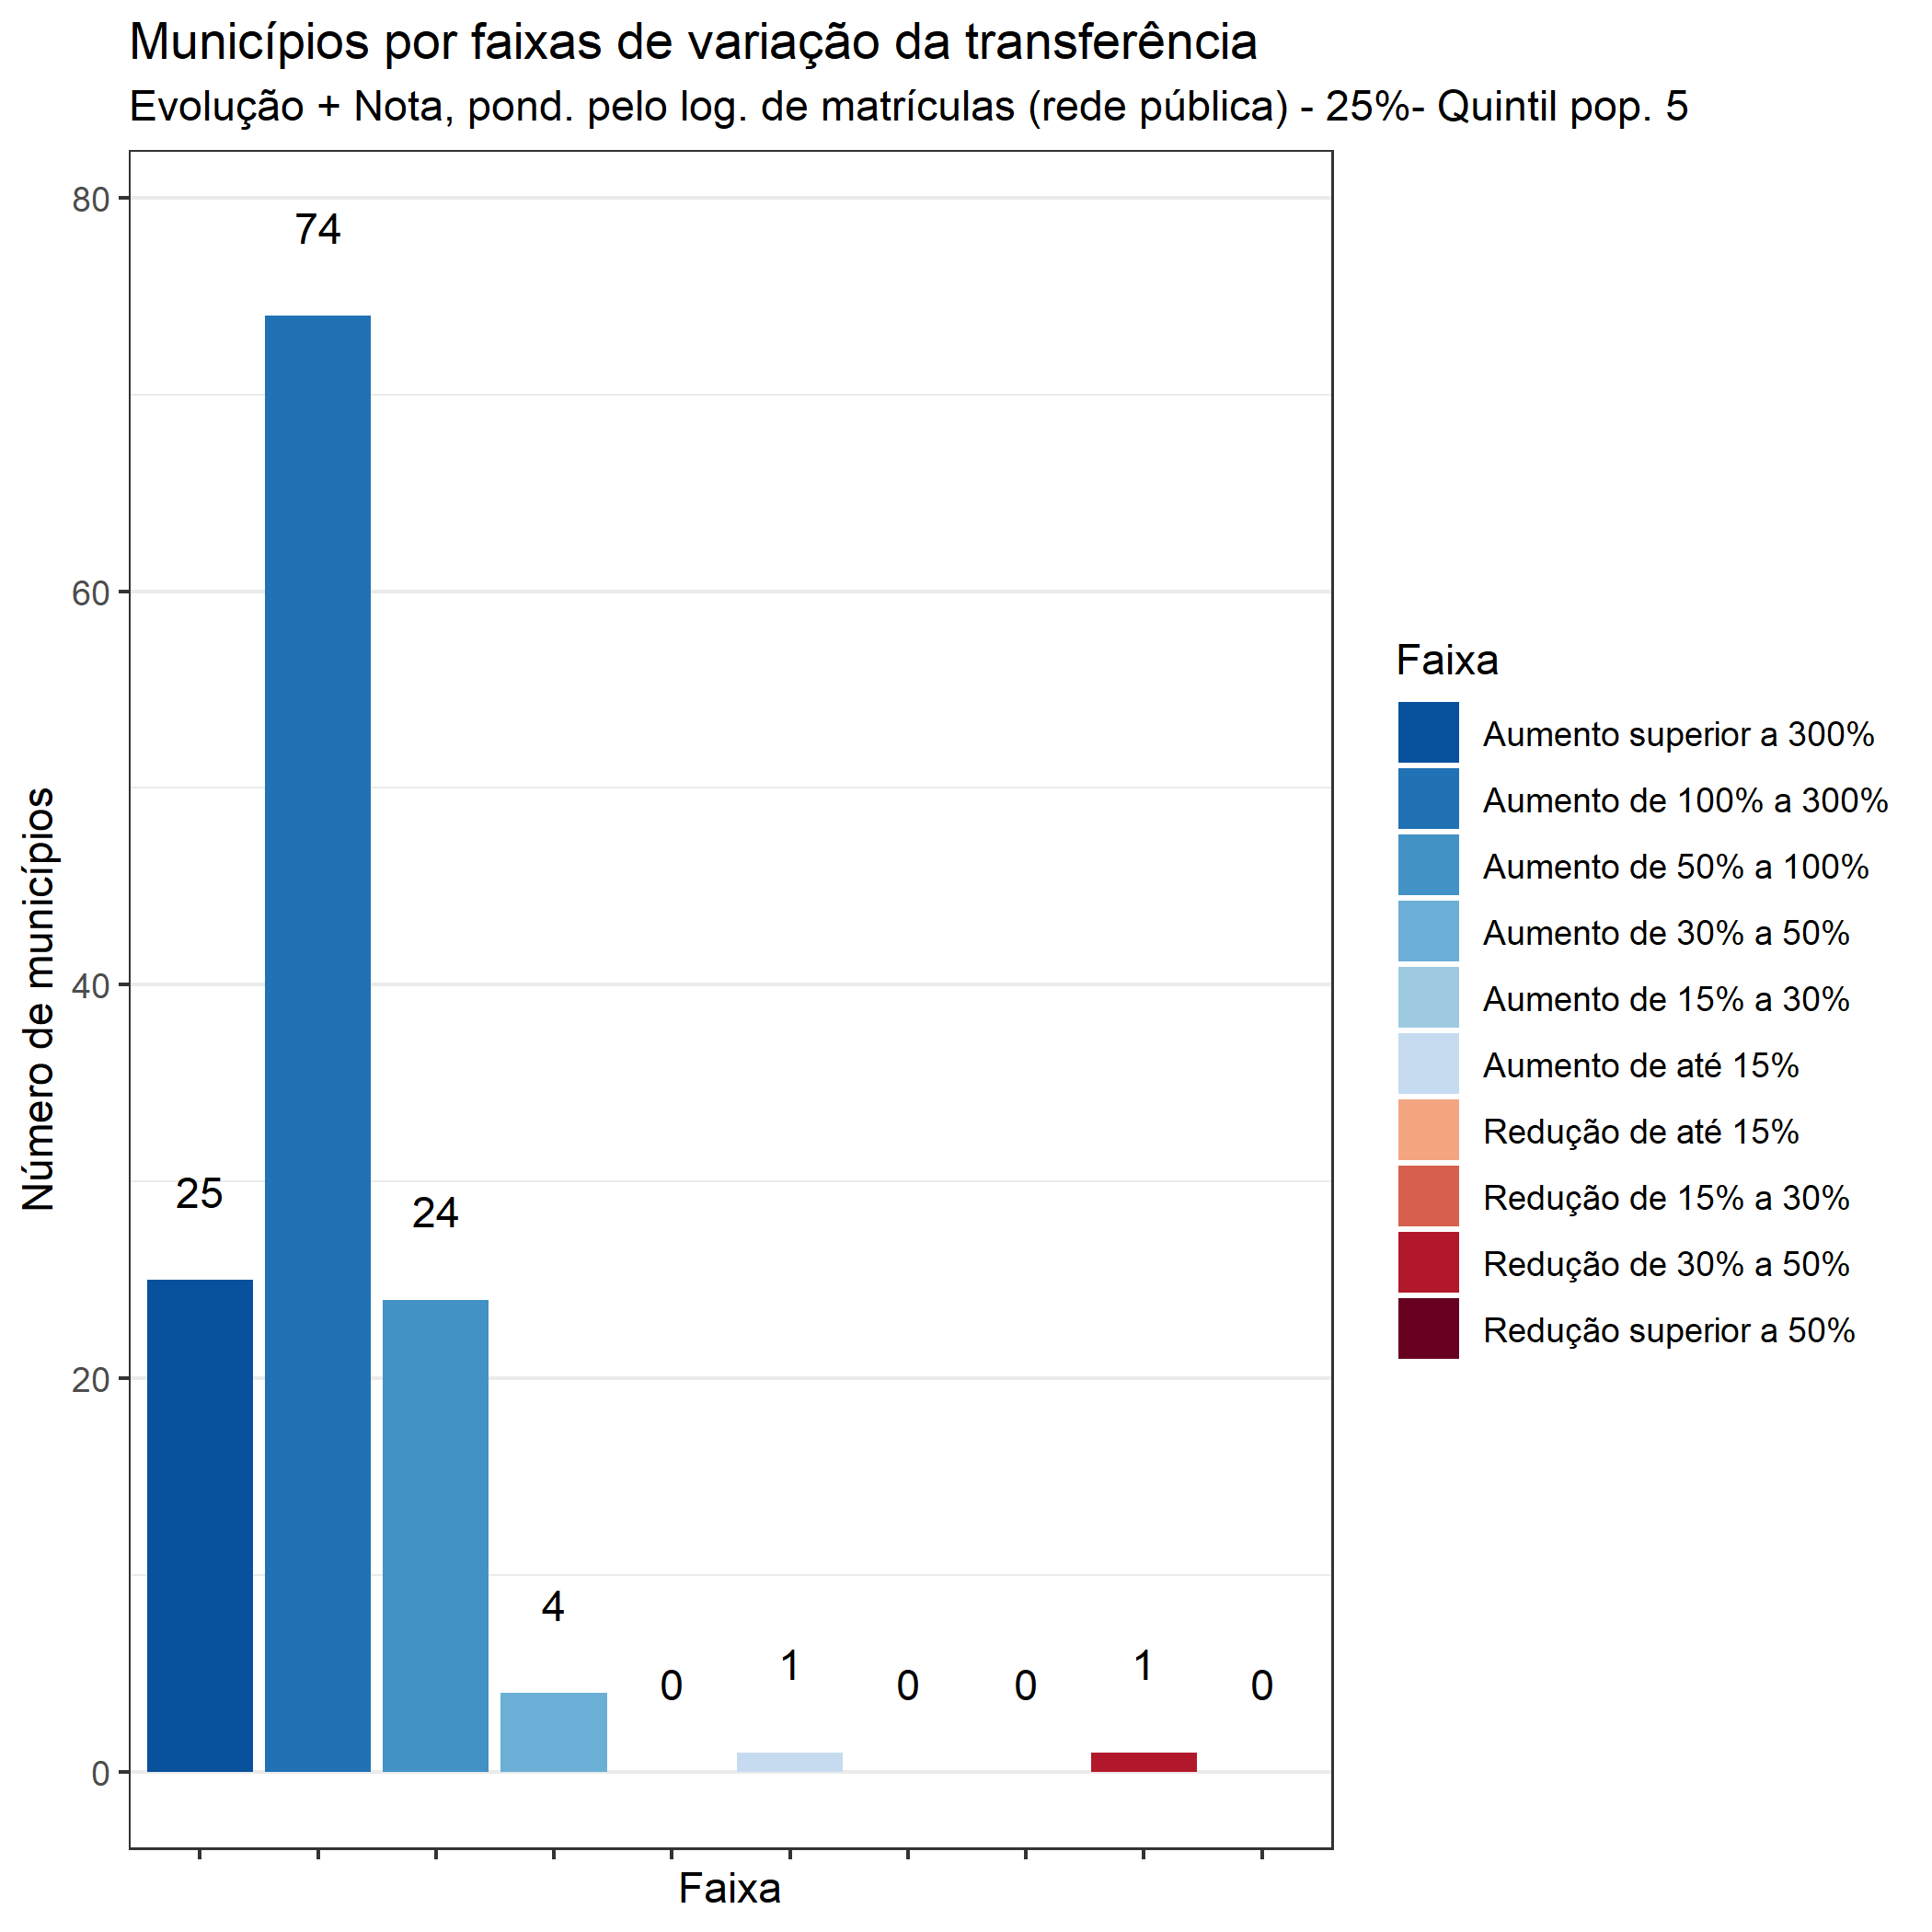 Municípios por faixas de variação da transferência
Evolução + Nota, pond. pelo log. de matrículas (rede pública) - 25%- Quintil pop. 5
Número de municípios
80
60
40
20
0
25
74
24
4
0
1
0
0
1
0
Faixa
Faixa
Aumento superior a 300%
Aumento de 100% a 300%
Aumento de 50% a 100%
Aumento de 30% a 50%
Aumento de 15% a 30%
Aumento de até 15%
Redução de até 15%
Redução de 15% a 30%
Redução de 30% a 50%
Redução superior a 50%